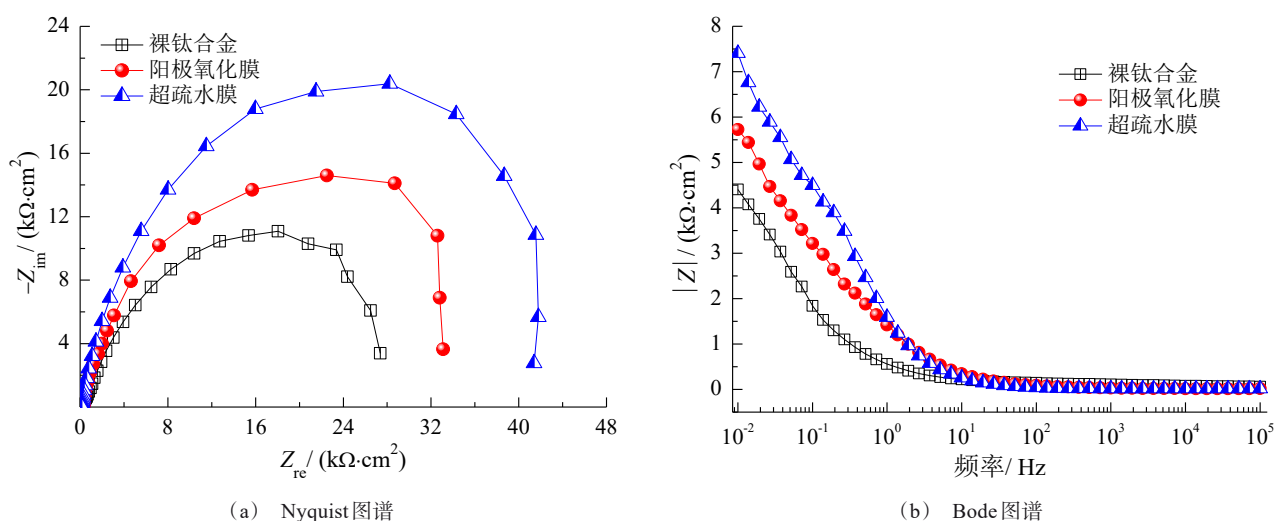 24
20
16
12
8
4
−Z_im / (kΩ·cm²)
裸钛合金
阳极氧化膜
超疏水膜
0 8 16 24 32 40 48
Z_re / (kΩ·cm²)
(a) Nyquist图谱
8
7
6
5
4
3
2
1
0
|Z| / (kΩ·cm²)
裸钛合金
阳极氧化膜
超疏水膜
10⁻² 10⁻¹ 10⁰ 10¹ 10² 10³ 10⁴ 10⁵
频率/ Hz
(b) Bode图谱